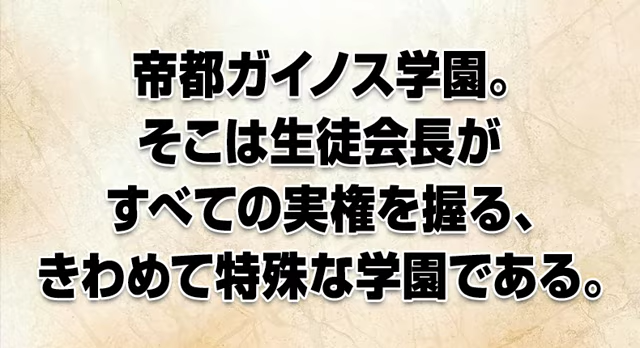 帝都ガイノス学園。
そこは生徒会長が
すべての実権を握る、
きわめて特殊な学園である。